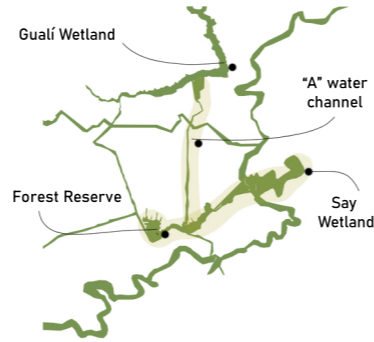 Gualí Wetland
“A” water
channel
Forest Reserve
Say
Wetland